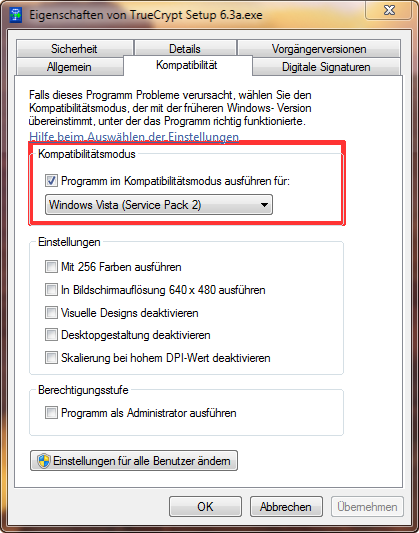 Eigenschaften von TrueCrypt Setup 6.3a.exe
Sicherheit Details Vorgängerversionen
Allgemein Kompatibilität Digitale Signaturen
Falls dieses Programm Probleme verursacht, wählen Sie den
Kompatibilitätsmodus, der mit der früheren Windows- Version
übereinstimmt, unter der das Programm richtig funktionierte.
Hilfe beim Auswählen der Einstellungen
Kompatibilitätsmodus
Programm im Kompatibilitätsmodus ausführen für:
Windows Vista (Service Pack 2)
Einstellungen
Mit 256 Farben ausführen
In Bildschirmauflösung 640 x 480 ausführen
Visuelle Designs deaktivieren
Desktopgestaltung deaktivieren
Skalierung bei hohem DPI-Wert deaktivieren
Berechtigungsstufe
Programm als Administrator ausführen
Einstellungen für alle Benutzer ändern
OK Abbrechen Übernehmen